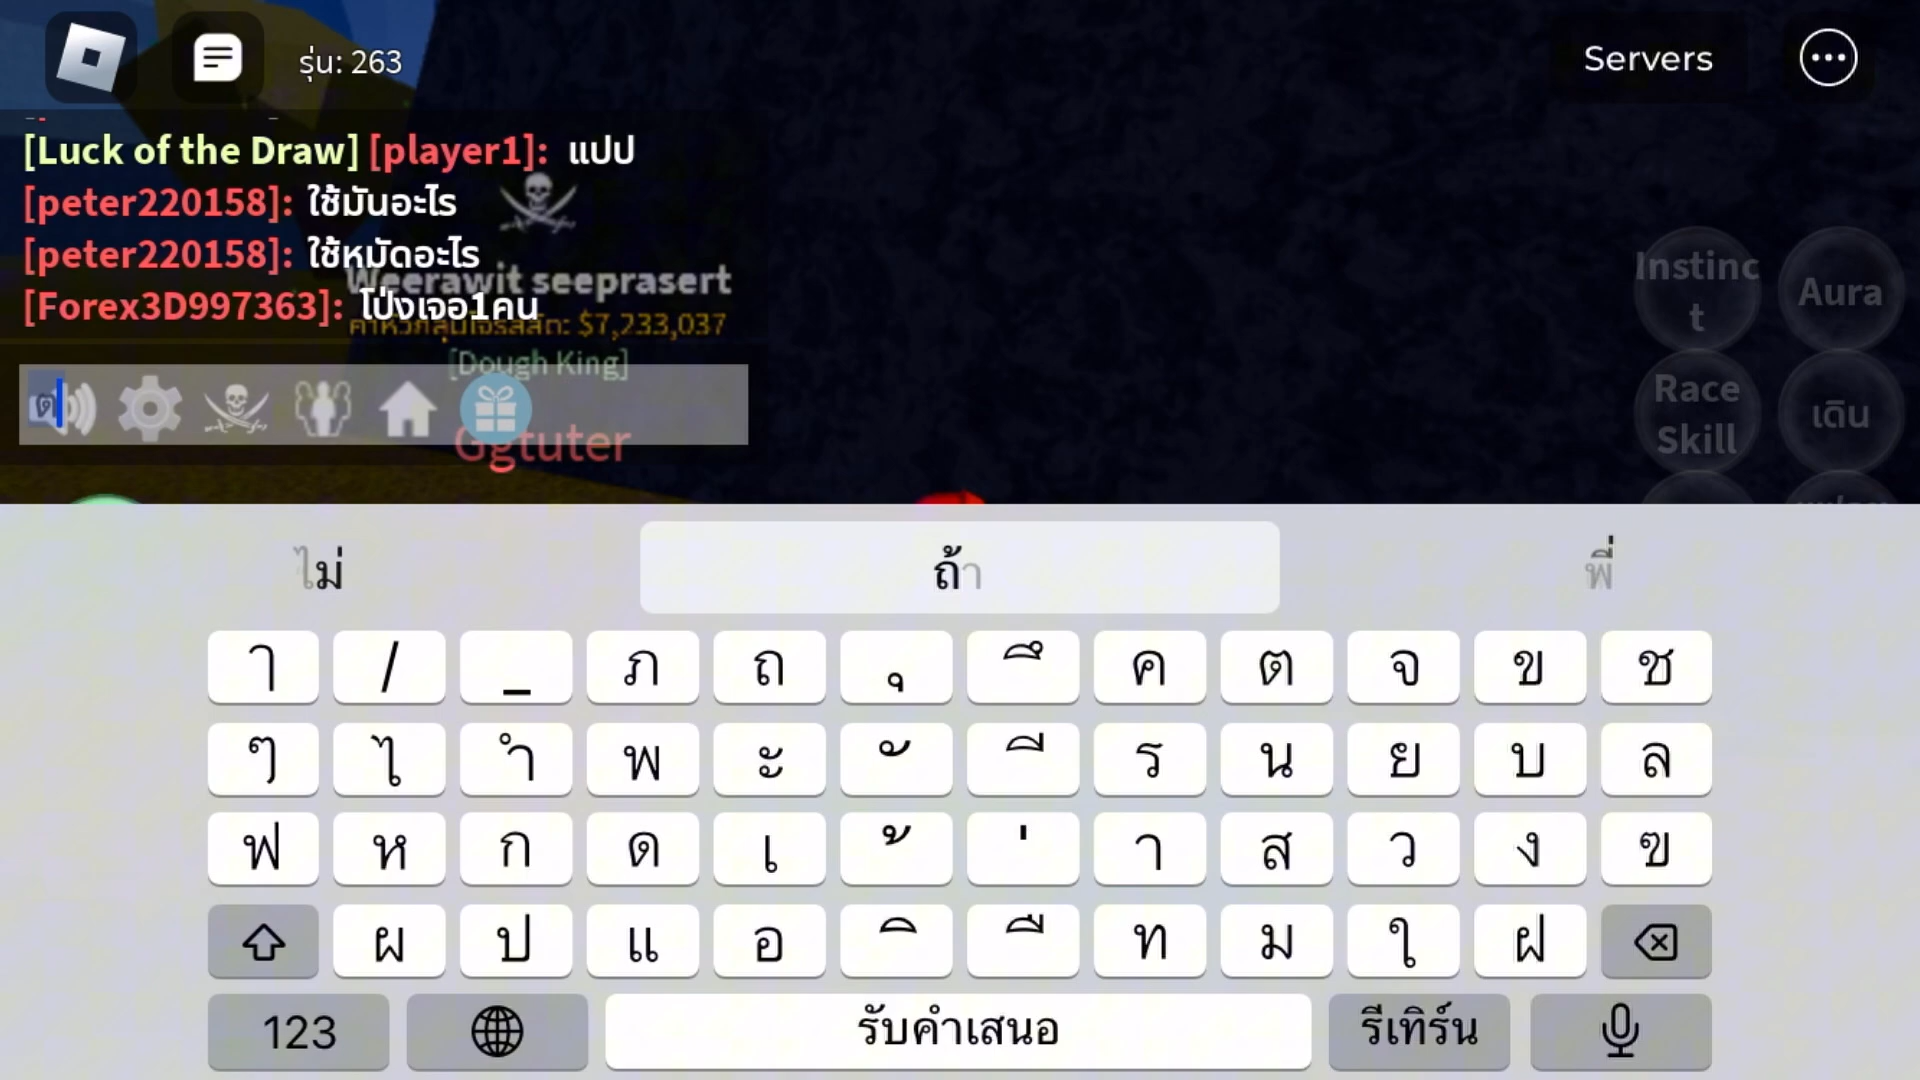 รุ่น: 263
Servers
[Luck of the Draw] [player1]: แปป
[peter220158]: ใช้มันอะไร
[peter220158]: ใช้หมัดอะไร
[Forex3D997363]: โป่งเจอ1คน
Weerawit seeprasert
$7,233,037
[Dough King]
Ggtuter
Instinct
Aura
Race Skill
เดิน
ไม่ ถ้า พี่
ๅ / _ ภ ถ ุ ึ ค ต จ ข ช
ๆ ไ ำ พ ะ ั ี ร น ย บ ล
ฟ ห ก ด เ ้ ่ า ส ว ง ฃ
ผ ป แ อ ิ ื ท ม ใ ฝ
123 รับคำเสนอ รีเทิร์น